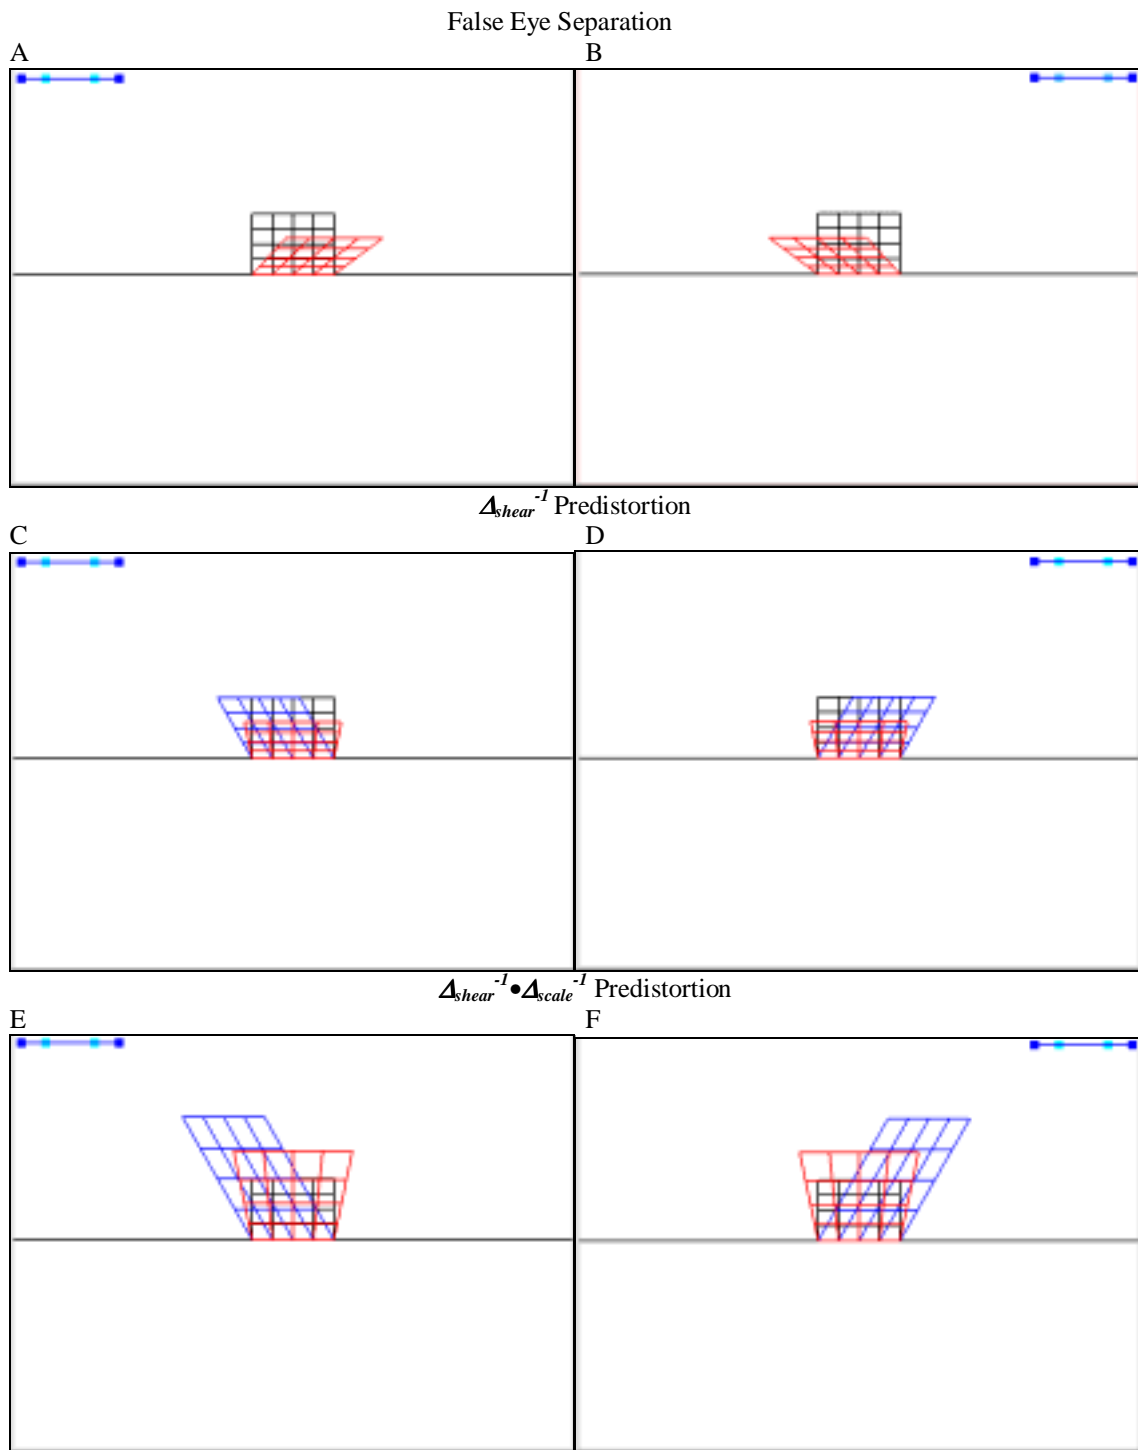 False Eye Separation
A B
Δshear⁻¹ Predistortion
C D
Δshear⁻¹•Δscale⁻¹ Predistortion
E F